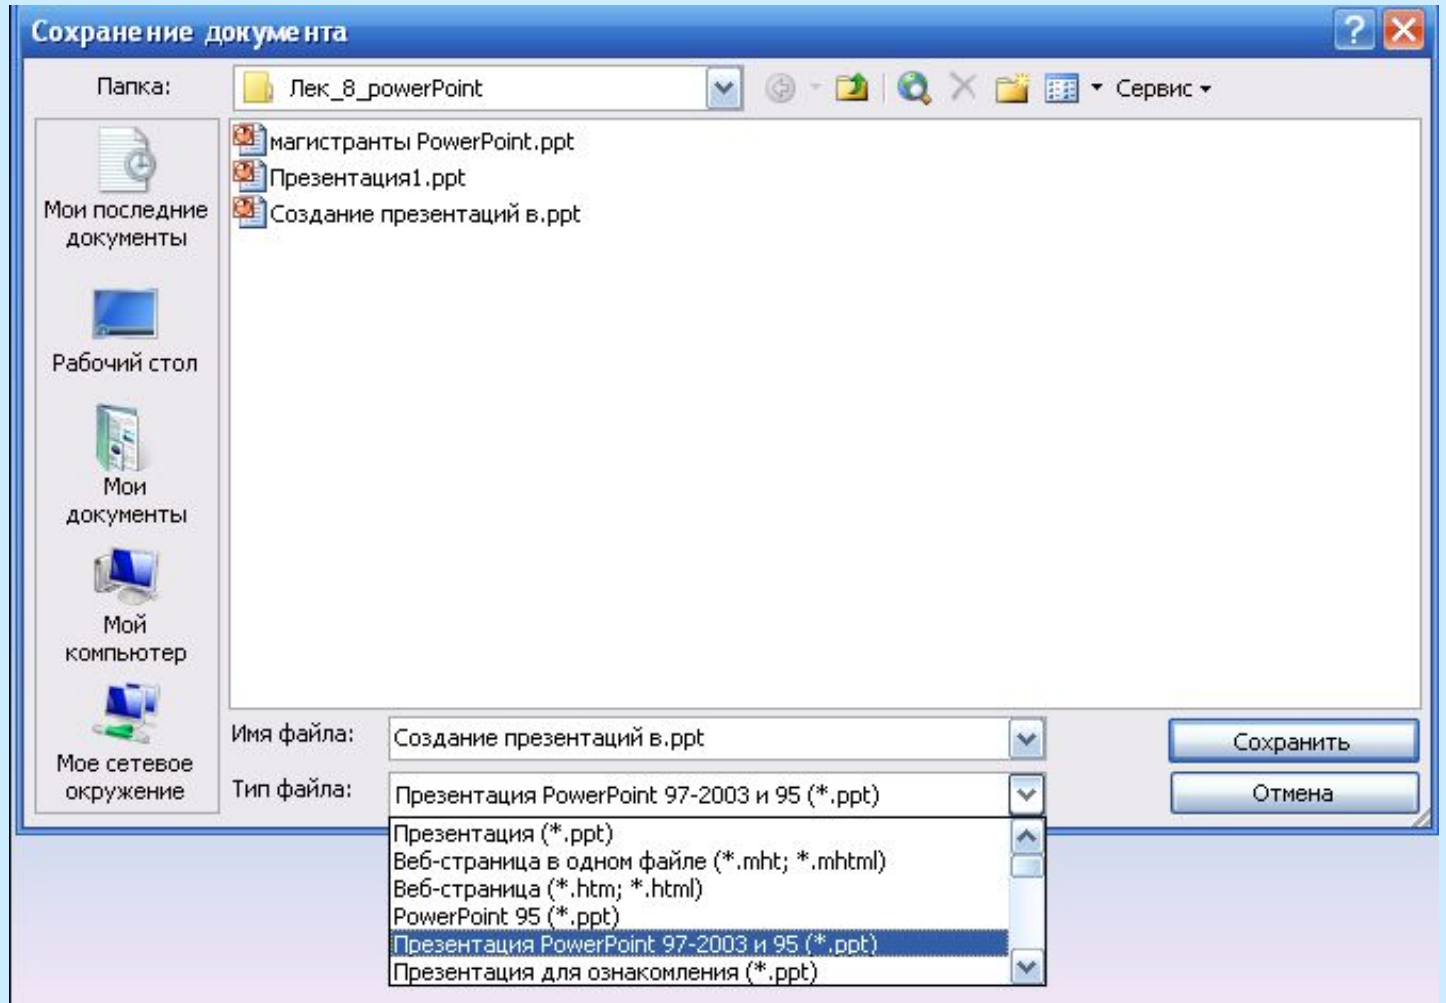 Сохранение документа
Папка:
Лек_8_powerPoint
Сервис
магистранты PowerPoint.ppt
Презентация1.ppt
Создание презентаций в.ppt
Мои последние
документы
Рабочий стол
Мои
документы
Мой
компьютер
Мое сетевое
окружение
Имя файла:
Создание презентаций в.ppt
Сохранить
Тип файла:
Презентация PowerPoint 97-2003 и 95 (*.ppt)
Отмена
Презентация (*.ppt)
Веб-страница в одном файле (*.mht; *.mhtml)
Веб-страница (*.htm; *.html)
PowerPoint 95 (*.ppt)
Презентация PowerPoint 97-2003 и 95 (*.ppt)
Презентация для ознакомления (*.ppt)